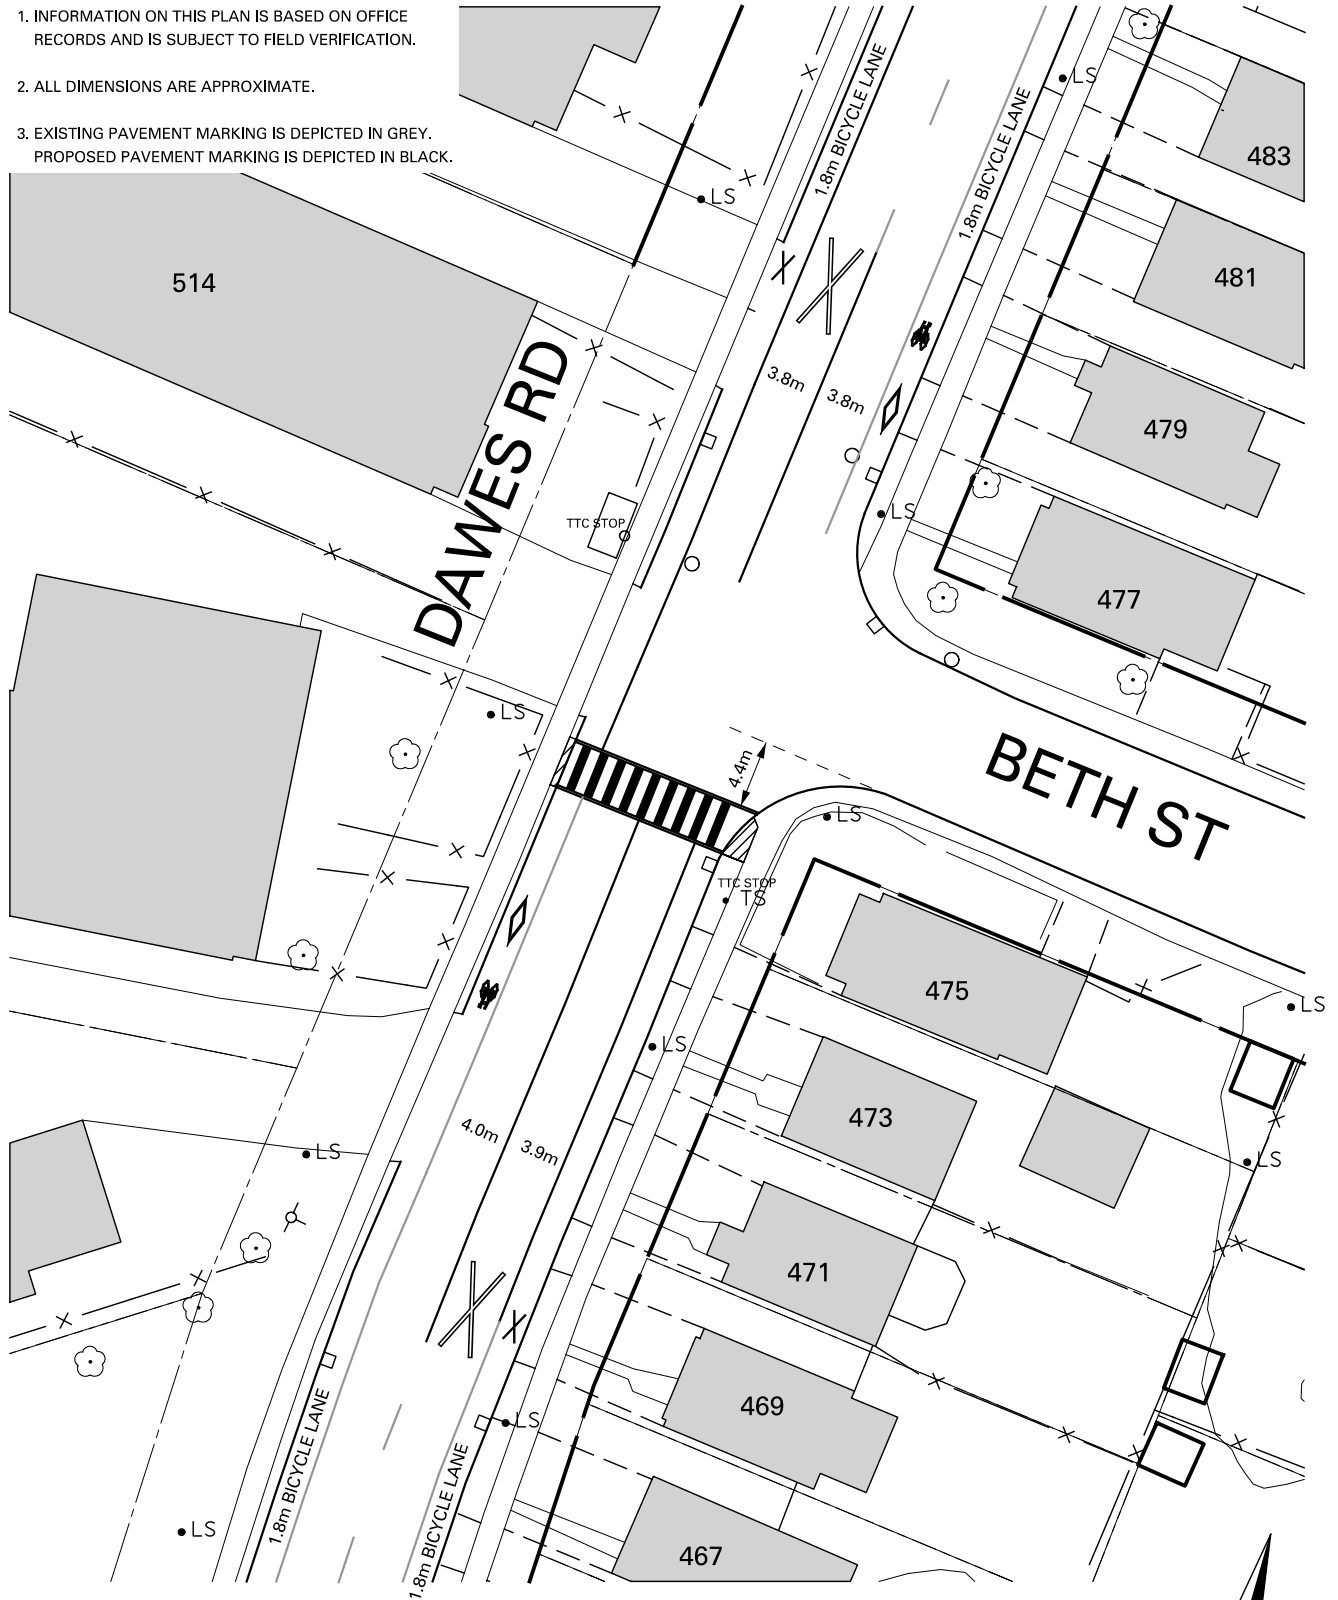 1. INFORMATION ON THIS PLAN IS BASED ON OFFICE
RECORDS AND IS SUBJECT TO FIELD VERIFICATION.
2. ALL DIMENSIONS ARE APPROXIMATE.
3. EXISTING PAVEMENT MARKING IS DEPICTED IN GREY.
PROPOSED PAVEMENT MARKING IS DEPICTED IN BLACK.
1.8m BICYCLE LANE
LS
1.8m BICYCLE LANE
483
LS
514
481
DAWES RD
3.8m
3.8m
479
TTC STOP
LS
477
LS
4.4m
BETH ST
LS
TTC STOP
TS
475
LS
LS
473
4.0m
3.9m
LS
LS
471
469
LS
1.8m BICYCLE LANE
1.8m BICYCLE LANE
LS
467